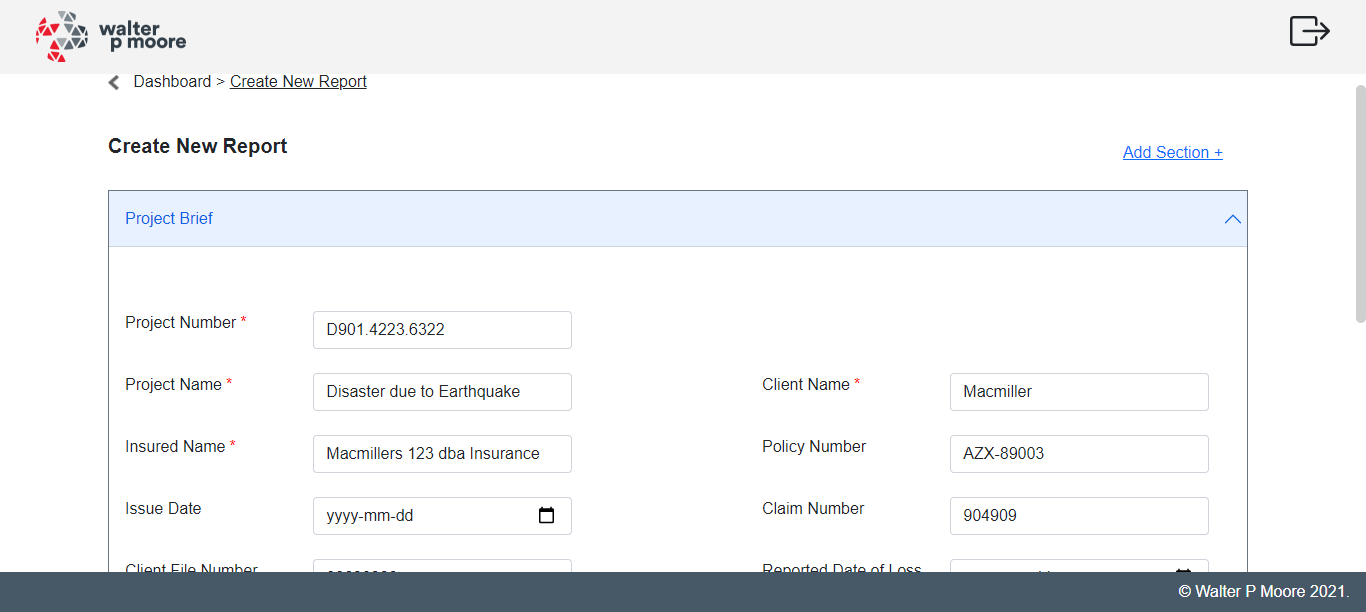 walter
p moore
Dashboard > Create New Report
Create New Report
Add Section +
Project Brief
Project Number *
D901.4223.6322
Project Name *
Disaster due to Earthquake
Client Name *
Macmiller
Insured Name *
Macmillers 123 dba Insurance
Policy Number
AZX-89003
Issue Date
yyyy-mm-dd
Claim Number
904909
Client File Number
Reported Date of Loss
© Walter P Moore 2021.